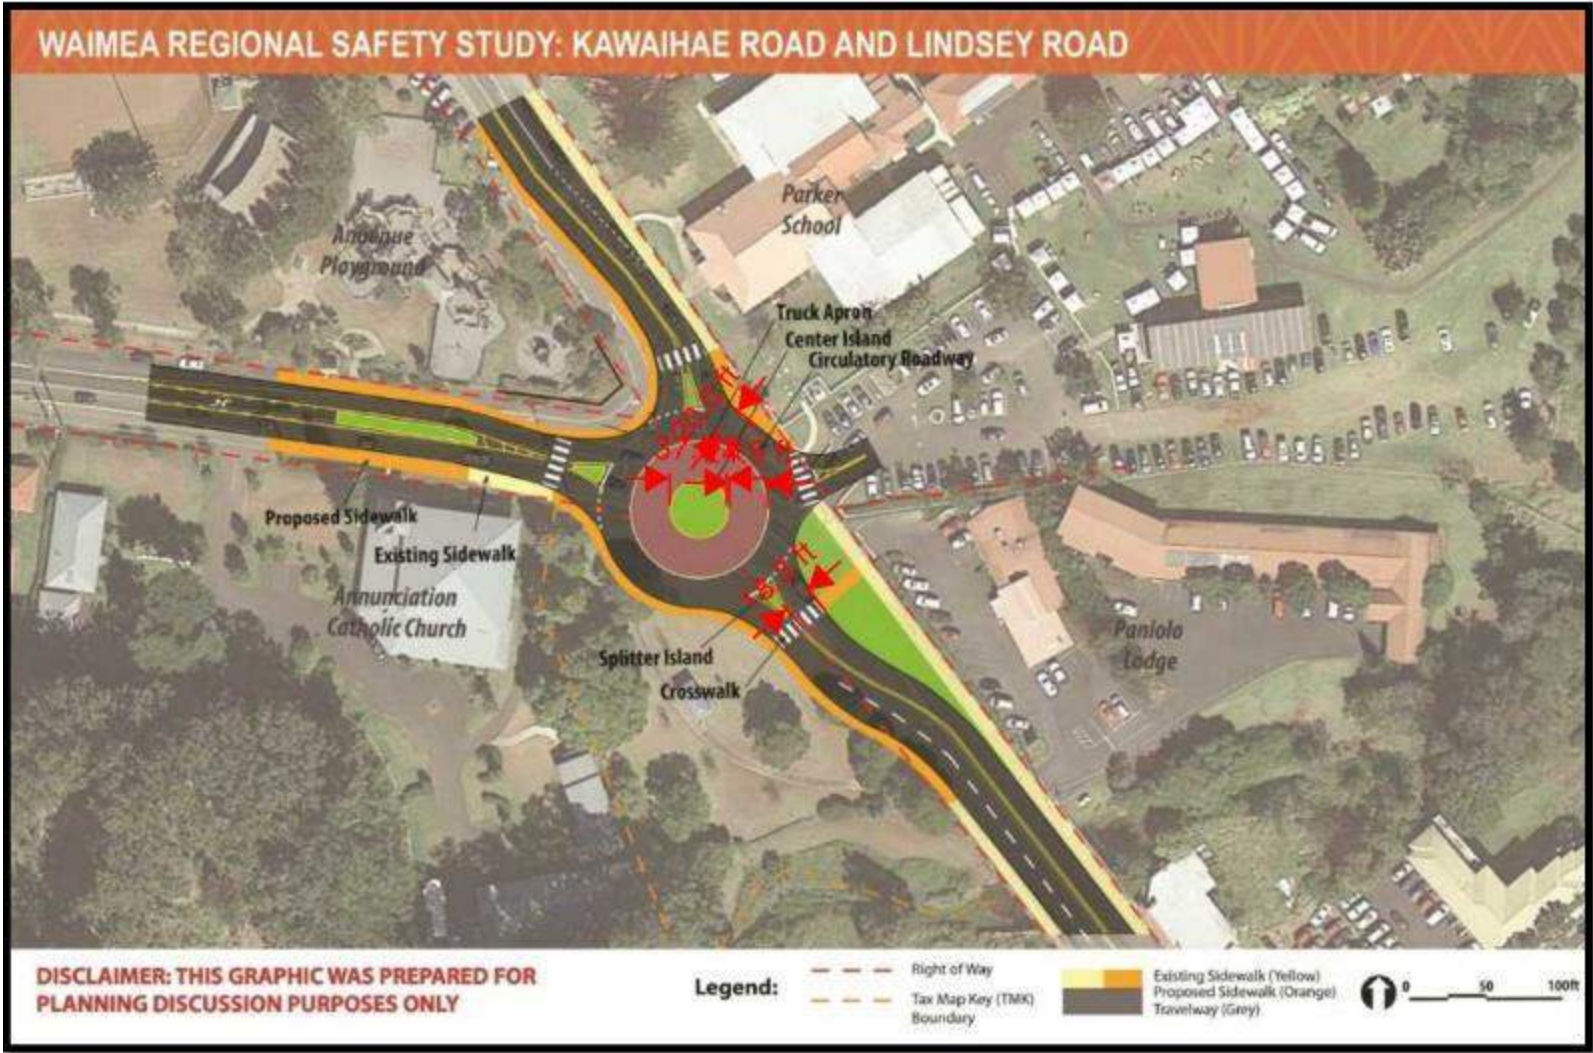 WAIMEA REGIONAL SAFETY STUDY: KAWAIHAE ROAD AND LINDSEY ROAD
Parker
School
Playground
Truck Apron
Center Island
Circulatory Roadway
Proposed Sidewalk
Existing Sidewalk
Annunciation
Catholic Church
Splitter Island
Crosswalk
Paniolo
Lodge
DISCLAIMER: THIS GRAPHIC WAS PREPARED FOR
PLANNING DISCUSSION PURPOSES ONLY
Legend:
Right of Way
Tax Map Key (TMK)
Boundary
Existing Sidewalk (Yellow)
Proposed Sidewalk (Orange)
Travelway (Grey)
0 50 100ft